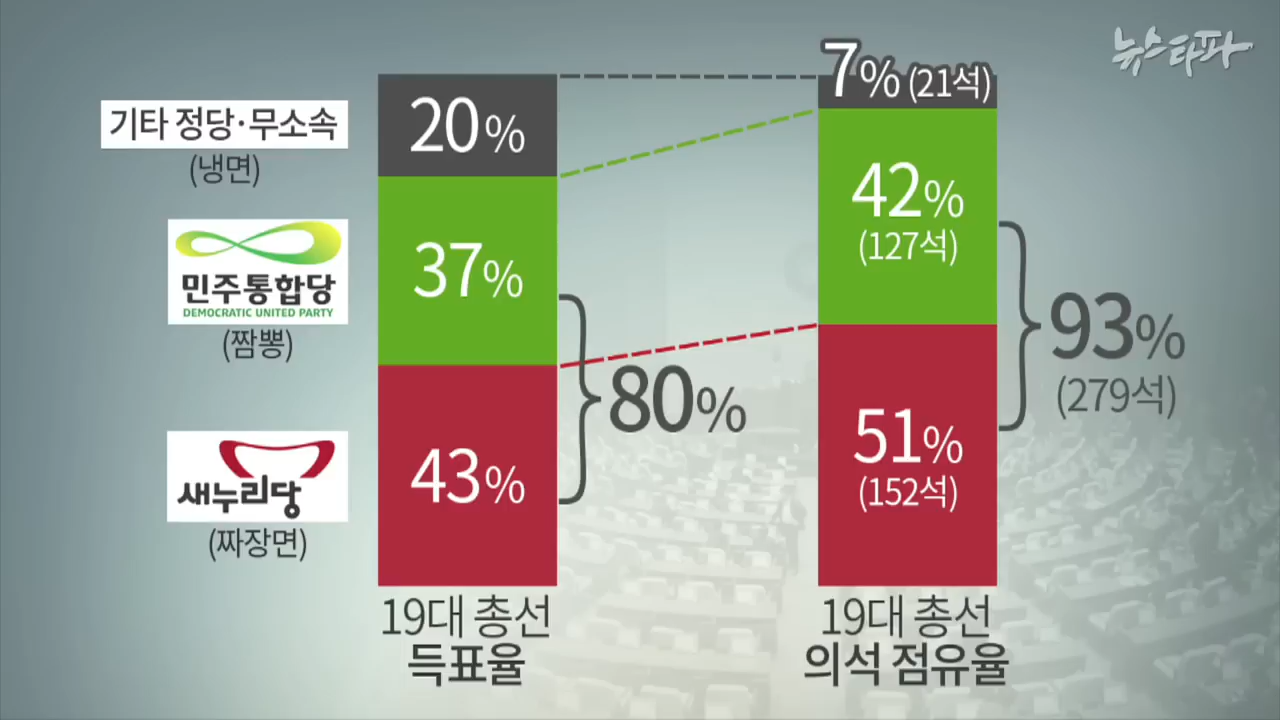 뉴스타파
기타 정당·무소속
(냉면)
민주통합당
DEMOCRATIC UNITED PARTY
(짬뽕)
새누리당
(짜장면)
20%
37%
43%
80%
19대 총선
득표율
7% (21석)
42%
(127석)
51%
(152석)
93%
(279석)
19대 총선
의석 점유율